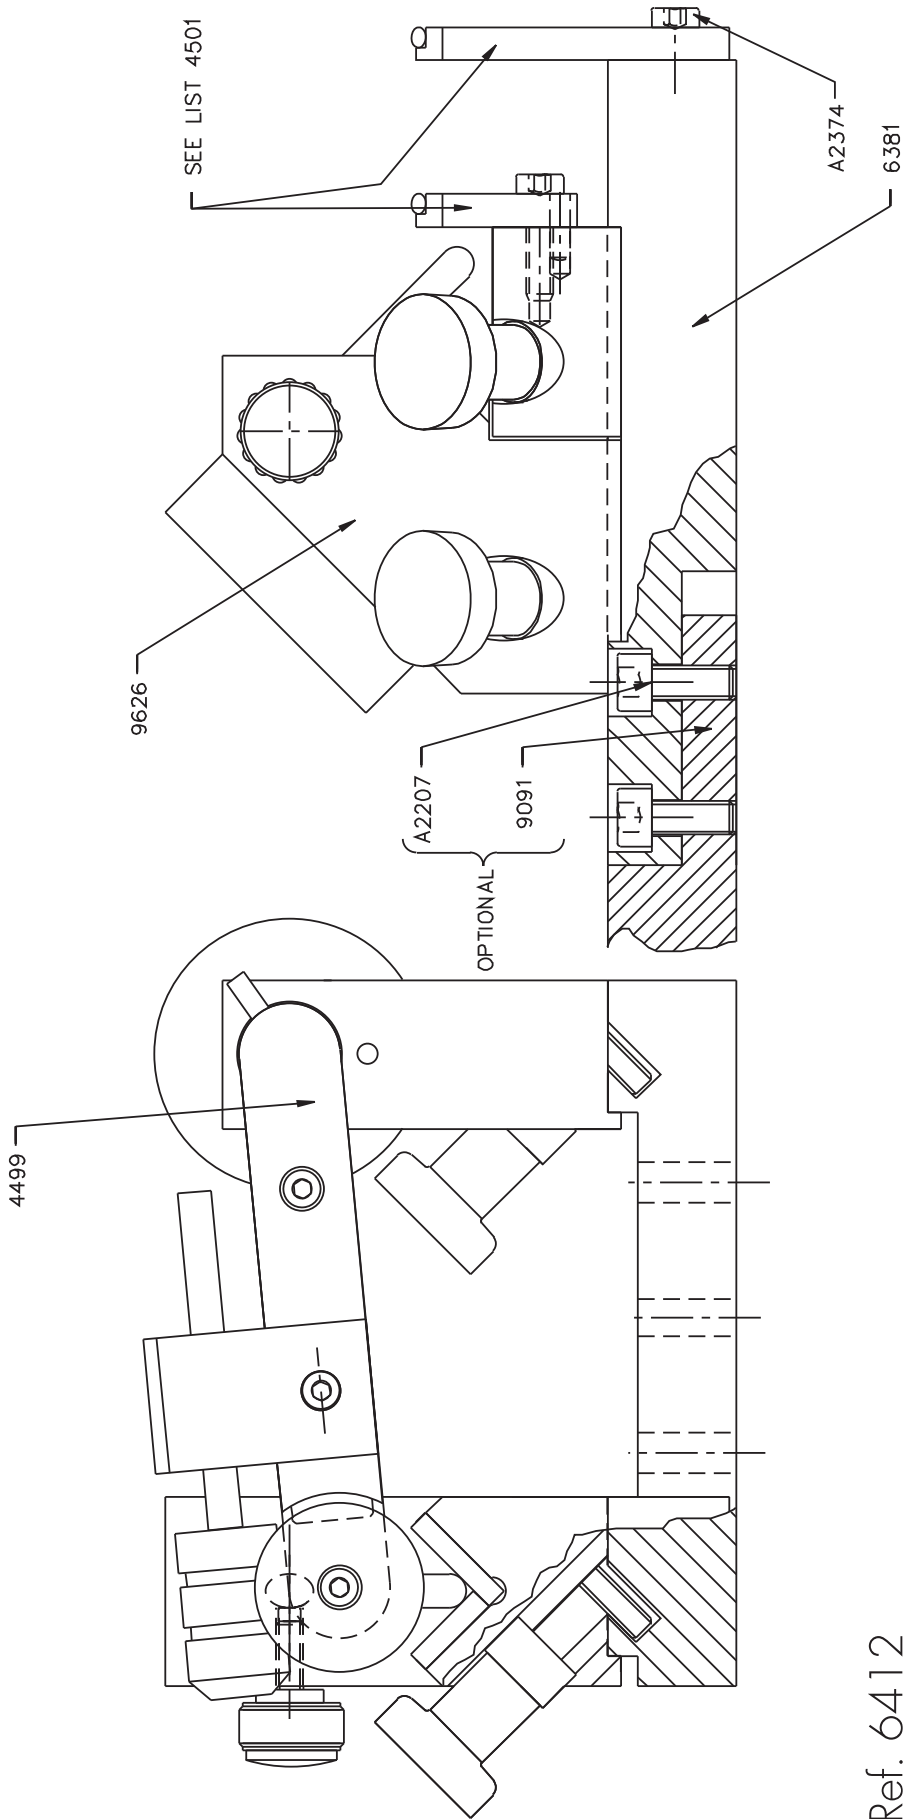 4499
OPTIONAL
A2207
9091
9626
SEE LIST 4501
A2374
6381
Ref. 6412